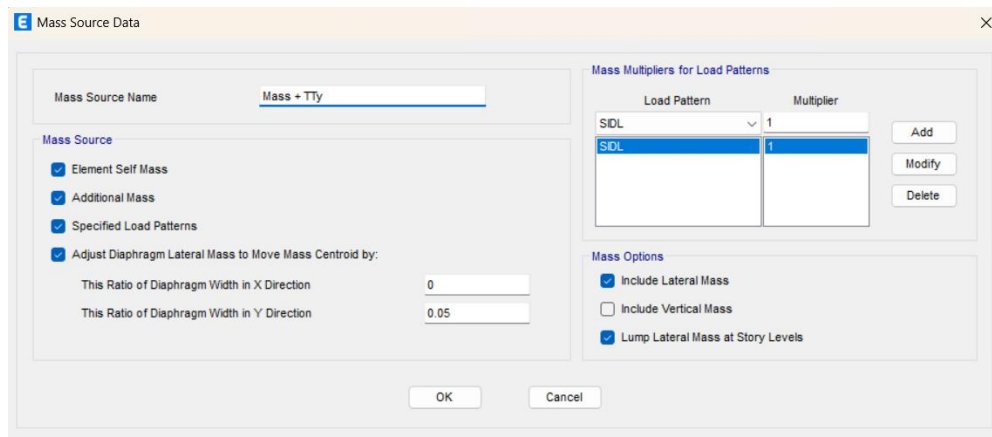 E Mass Source Data
Mass Source Name Mass + TTy
Mass Source
Element Self Mass
Additional Mass
Specified Load Patterns
Adjust Diaphragm Lateral Mass to Move Mass Centroid by:
This Ratio of Diaphragm Width in X Direction 0
This Ratio of Diaphragm Width in Y Direction 0.05
Mass Multipliers for Load Patterns
Load Pattern Multiplier
SIDL 1
SIDL 1
Add
Modify
Delete
Mass Options
Include Lateral Mass
Include Vertical Mass
Lump Lateral Mass at Story Levels
OK Cancel